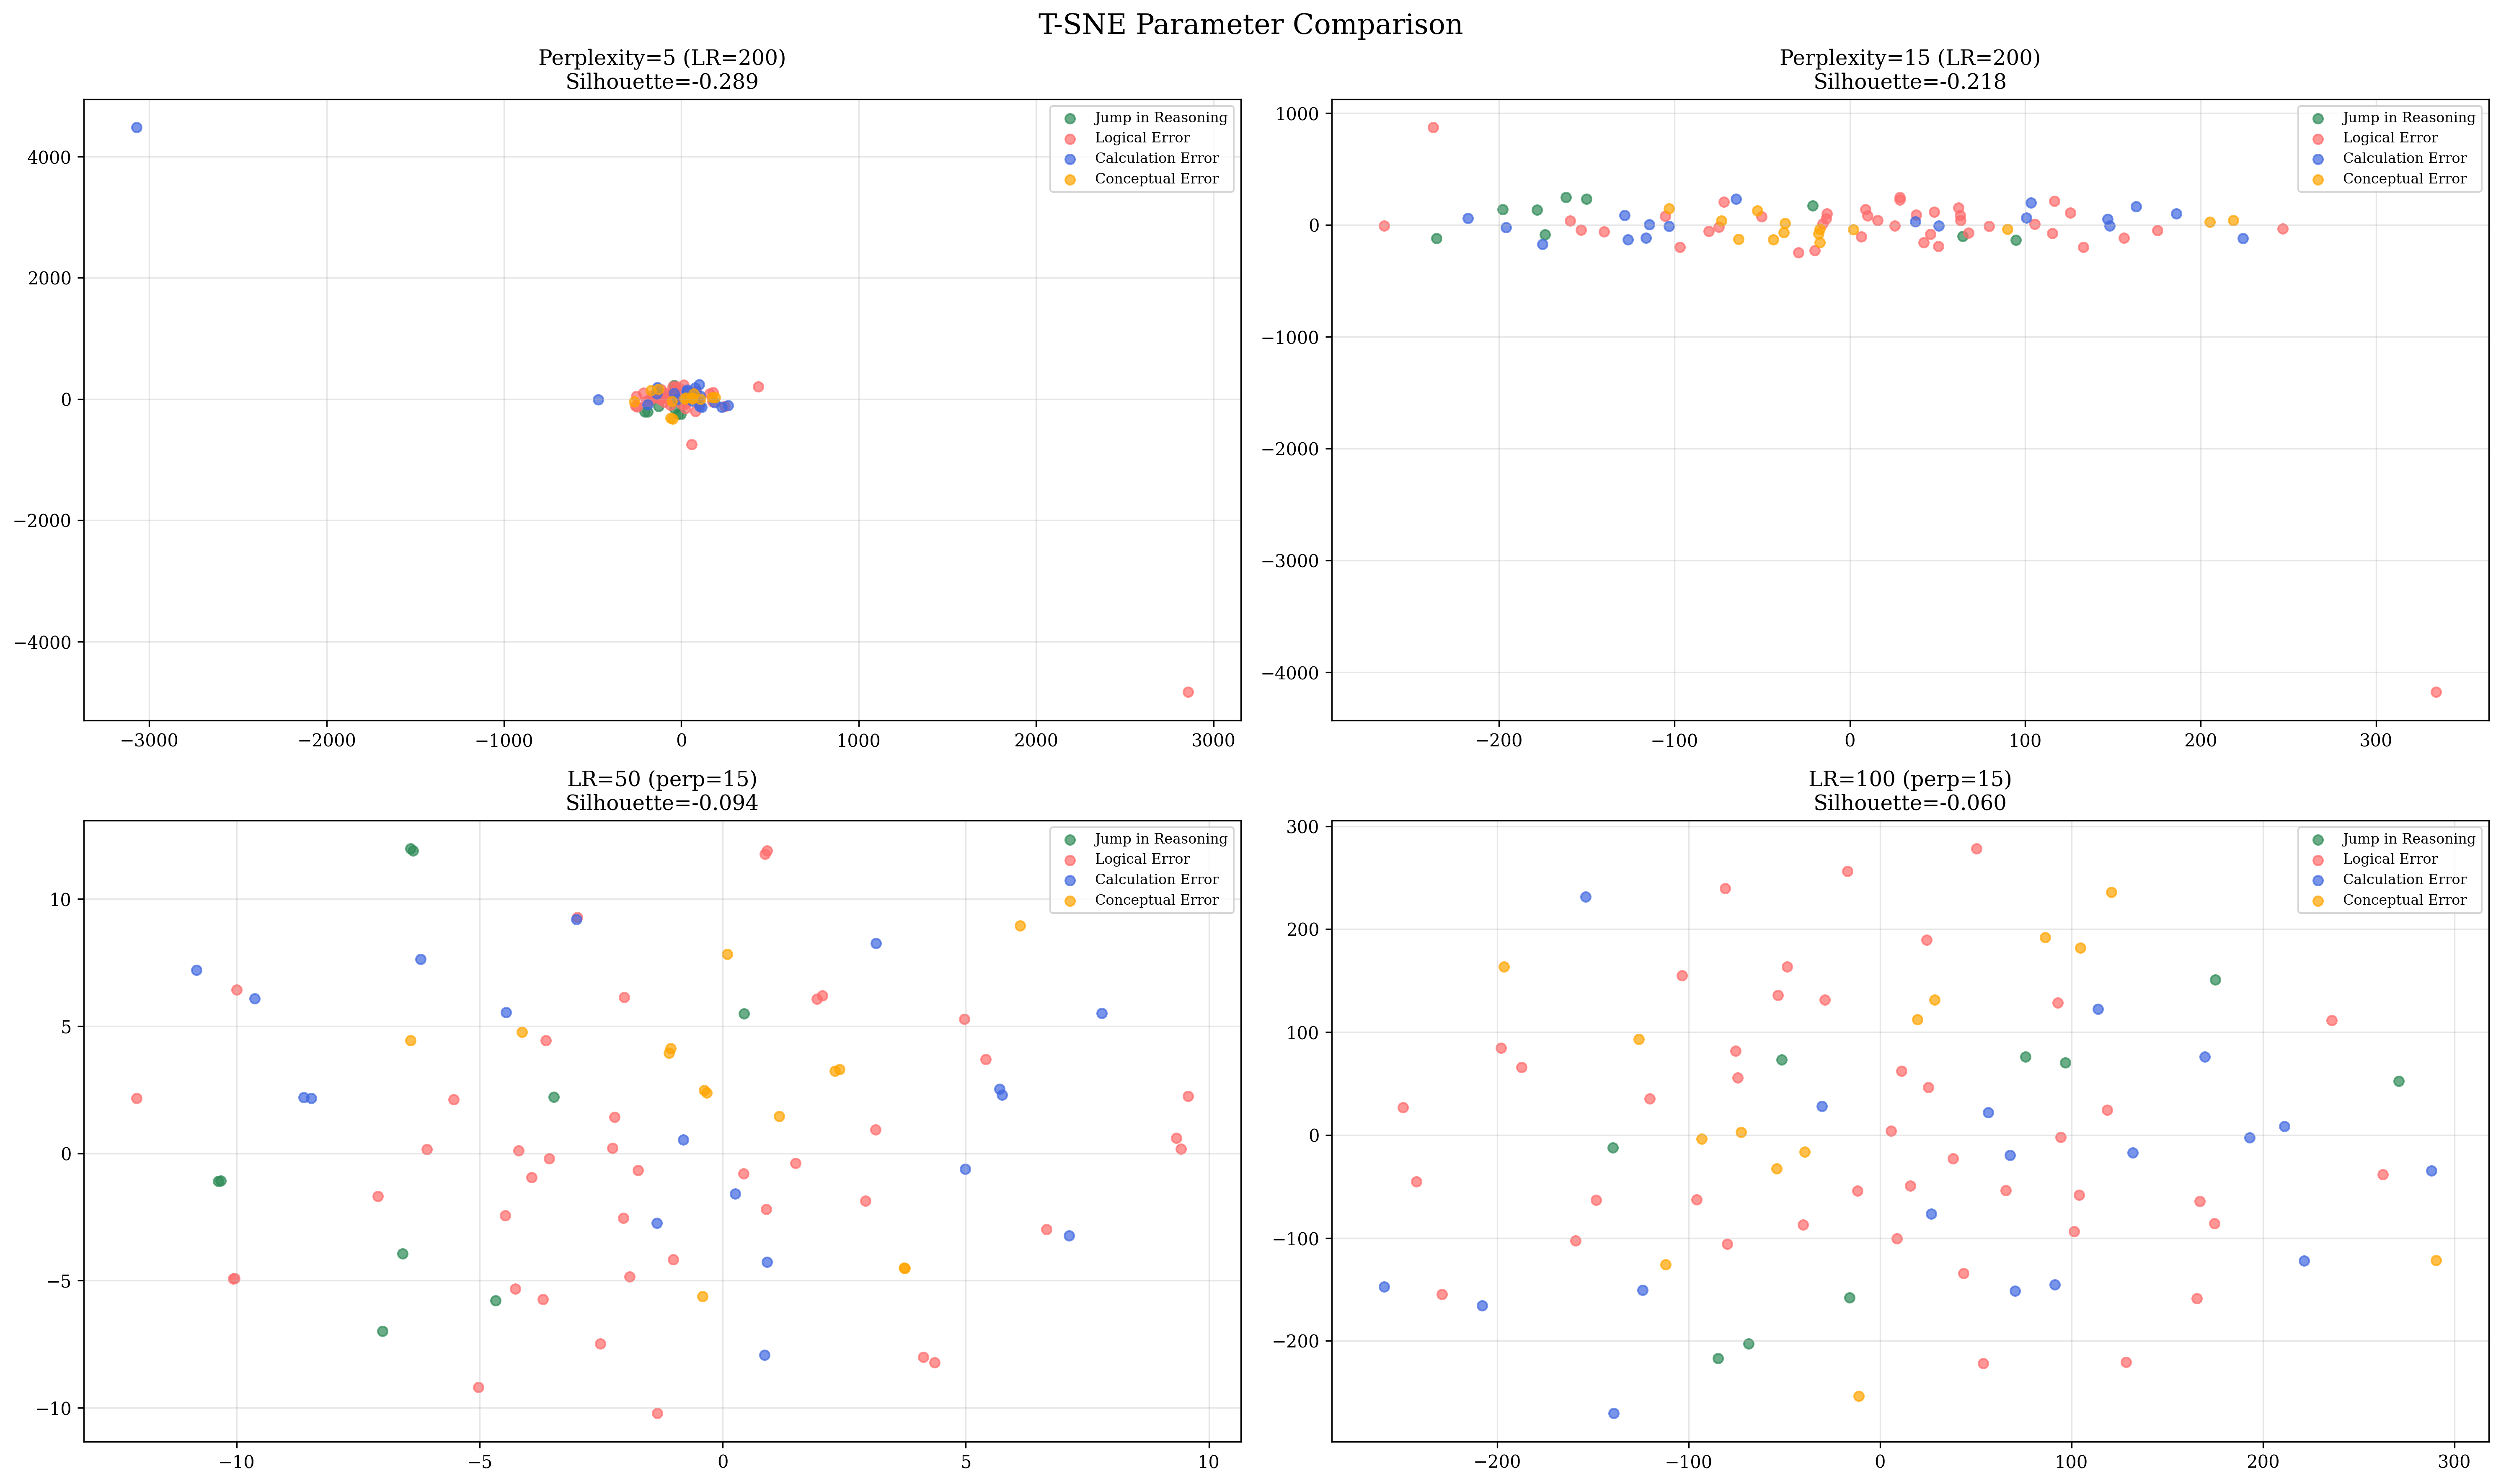 T-SNE Parameter Comparison
Perplexity=5 (LR=200)
Silhouette=-0.289
Jump in Reasoning
Logical Error
Calculation Error
Conceptual Error
4000
2000
0
−2000
−4000
−3000 −2000 −1000 0 1000 2000 3000
Perplexity=15 (LR=200)
Silhouette=-0.218
Jump in Reasoning
Logical Error
Calculation Error
Conceptual Error
1000
0
−1000
−2000
−3000
−4000
−200 −100 0 100 200 300
LR=50 (perp=15)
Silhouette=-0.094
Jump in Reasoning
Logical Error
Calculation Error
Conceptual Error
10
5
0
−5
−10
−10 −5 0 5 10
LR=100 (perp=15)
Silhouette=-0.060
Jump in Reasoning
Logical Error
Calculation Error
Conceptual Error
300
200
100
0
−100
−200
−200 −100 0 100 200 300